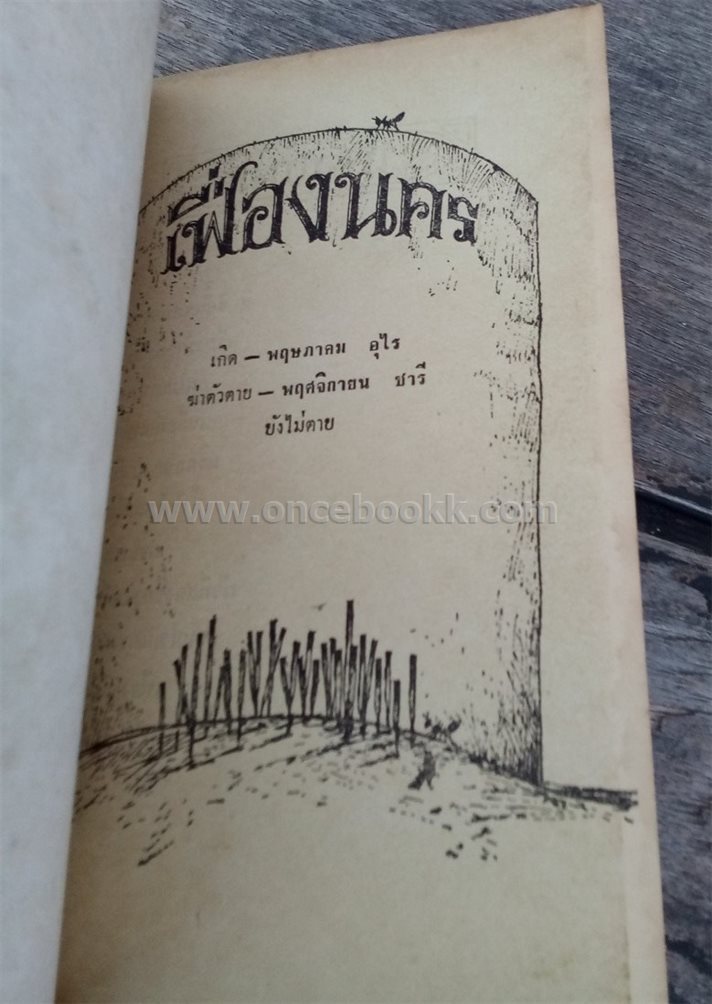 เฟื่องนคร
เกิด – พฤษภาคม อุไร
ฆ่าตัวตาย – พฤศจิกายน ชารี
ยังไม่ตาย
www.oncebookk.com